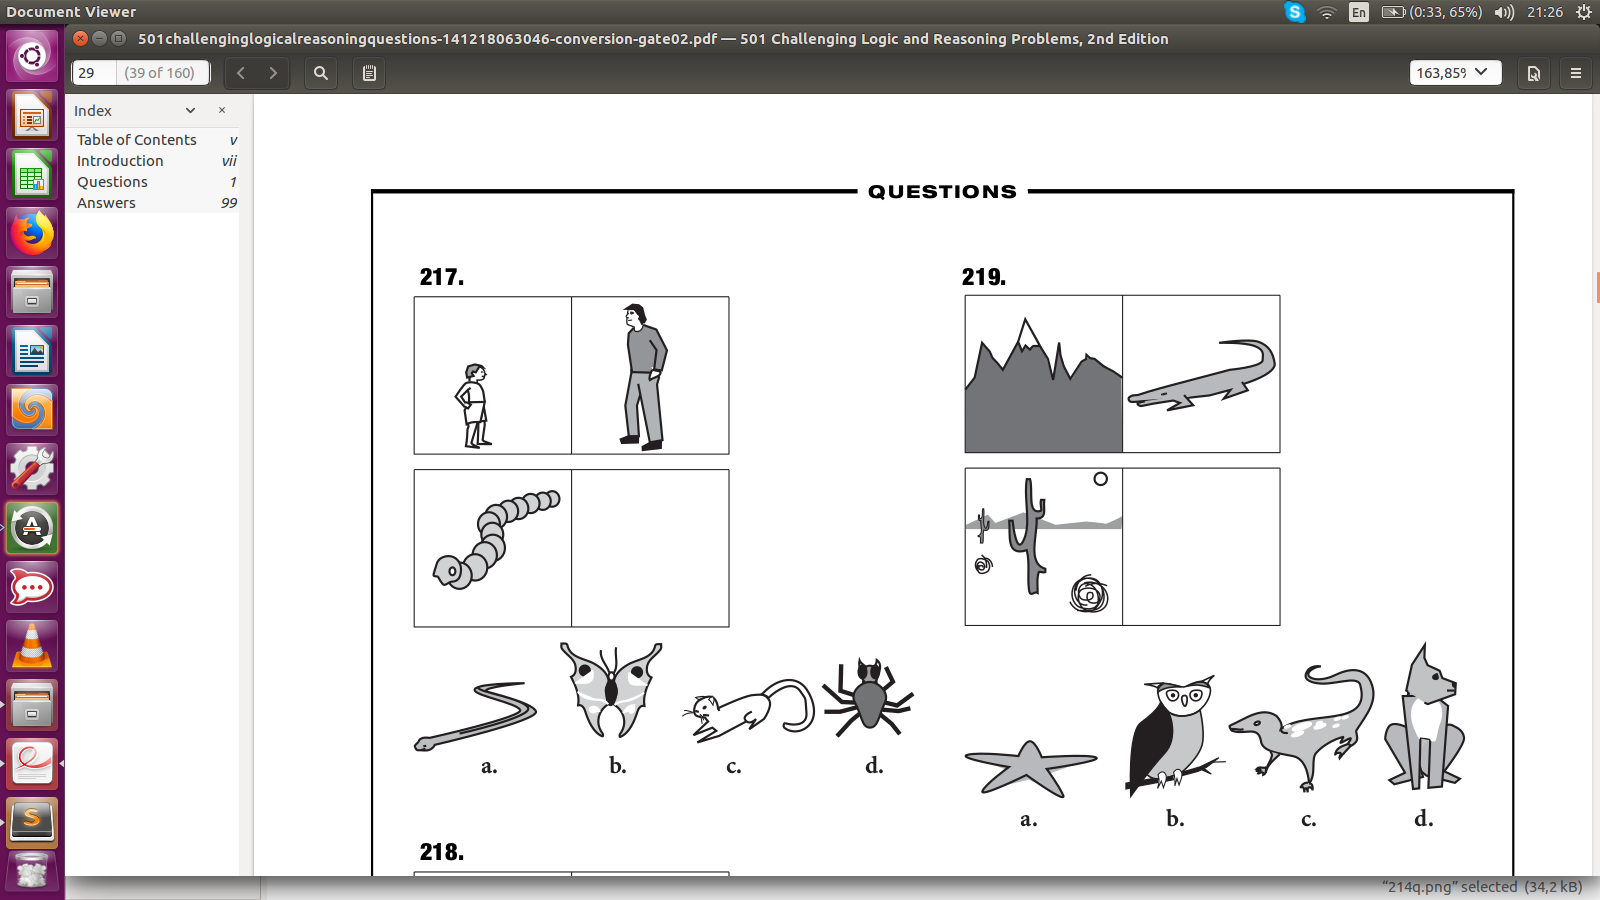 Document Viewer
En
(0:33, 65%)
21:26
501challenginglogicalreasoningquestions-141218063046-conversion-gate02.pdf — 501 Challenging Logic and Reasoning Problems, 2nd Edition
29 (39 of 160)
163,85%
Index
Table of Contents v
Introduction vii
Questions 1
Answers 99
QUESTIONS
217.
a. b. c. d.
218.
219.
a. b. c. d.
"214q.png" selected (34,2 kB)